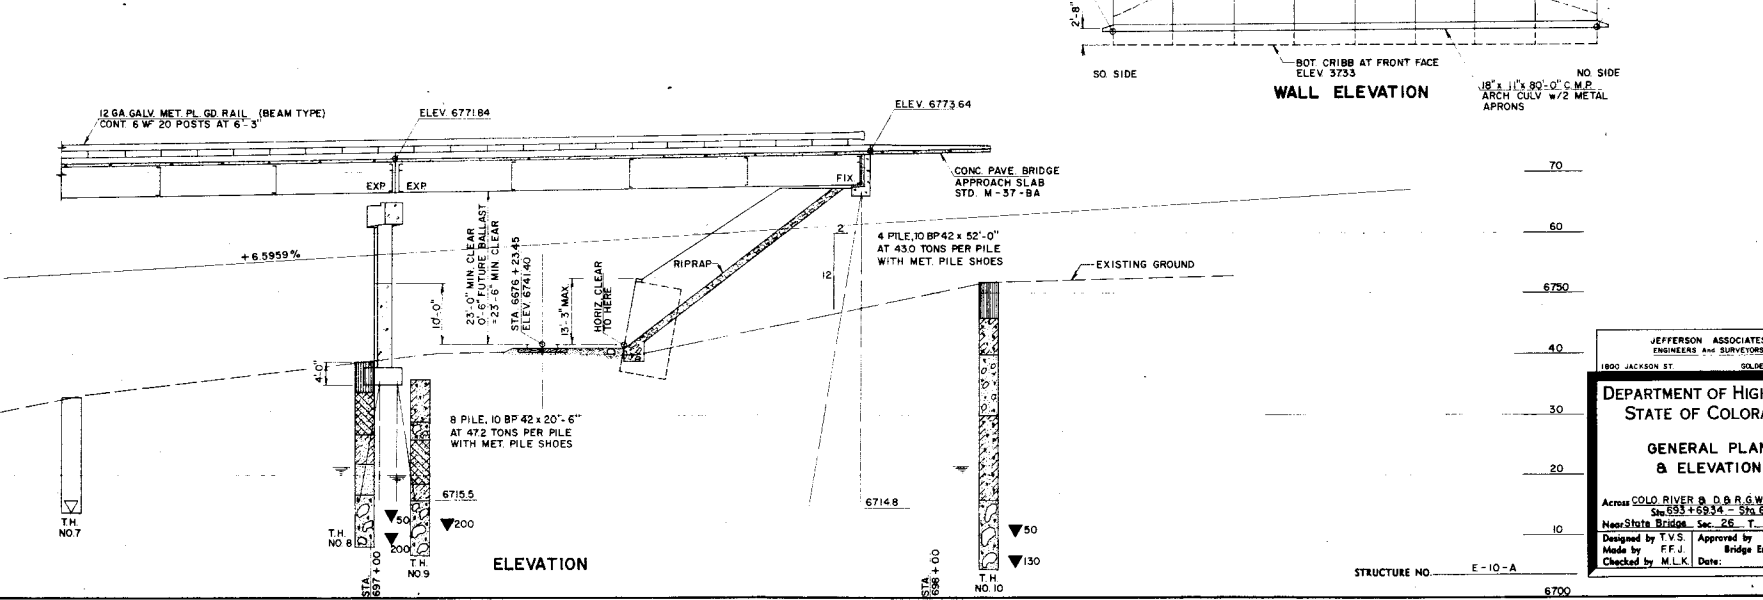 2'-8"
SO. SIDE
BOT. CRIBB AT FRONT FACE
ELEV. 3733
WALL ELEVATION
NO. SIDE
18" x 11" x 80'-0" C.M.P.
ARCH CULV w/2 METAL
APRONS
12 GA. GALV. MET. PL. GD. RAIL (BEAM TYPE)
CONT. 6 WF 20 POSTS AT 6'-3"
ELEV. 6771.84
ELEV. 6773.64
EXP
EXP
FIX
CONC. PAVE. BRIDGE
APPROACH SLAB
STD. M-37-BA
+6.5959%
10'-0"
23'-0" MIN. CLEAR
0'-6" FUTURE BALLAST
=23'-6" MIN CLEAR
STA 6676 + 23.45
ELEV. 6741.40
13'-3" MAX.
HORIZ. CLEAR
TO HERE
RIPRAP
2
12
4 PILE, 10 BP 42 x 52'-0"
AT 43.0 TONS PER PILE
WITH MET. PILE SHOES
EXISTING GROUND
4'-0"
8 PILE, 10 BP 42 x 20'-6"
AT 47.2 TONS PER PILE
WITH MET. PILE SHOES
6715.5
6714.8
T.H.
NO.7
T.H.
NO.8
50
200
200
T.H.
NO.9
50
130
T.H.
NO.10
STA.
697+00
STA.
698+00
ELEVATION
70
60
6750
40
30
20
10
6700
STRUCTURE NO. E-10-A
JEFFERSON ASSOCIATES
ENGINEERS And SURVEYORS
1800 JACKSON ST.
DEPARTMENT OF
STATE OF
GENERAL PLAN
& ELEVATION
Across COLO. RIVER & D.& R.G.W.
Sta. 693+69.34 - Sta.
Near State Bridge Sec. 26 T.
Designed by T.V.S. Approved by
Made by F.F.J. Bridge
Checked by M.L.K. Date: